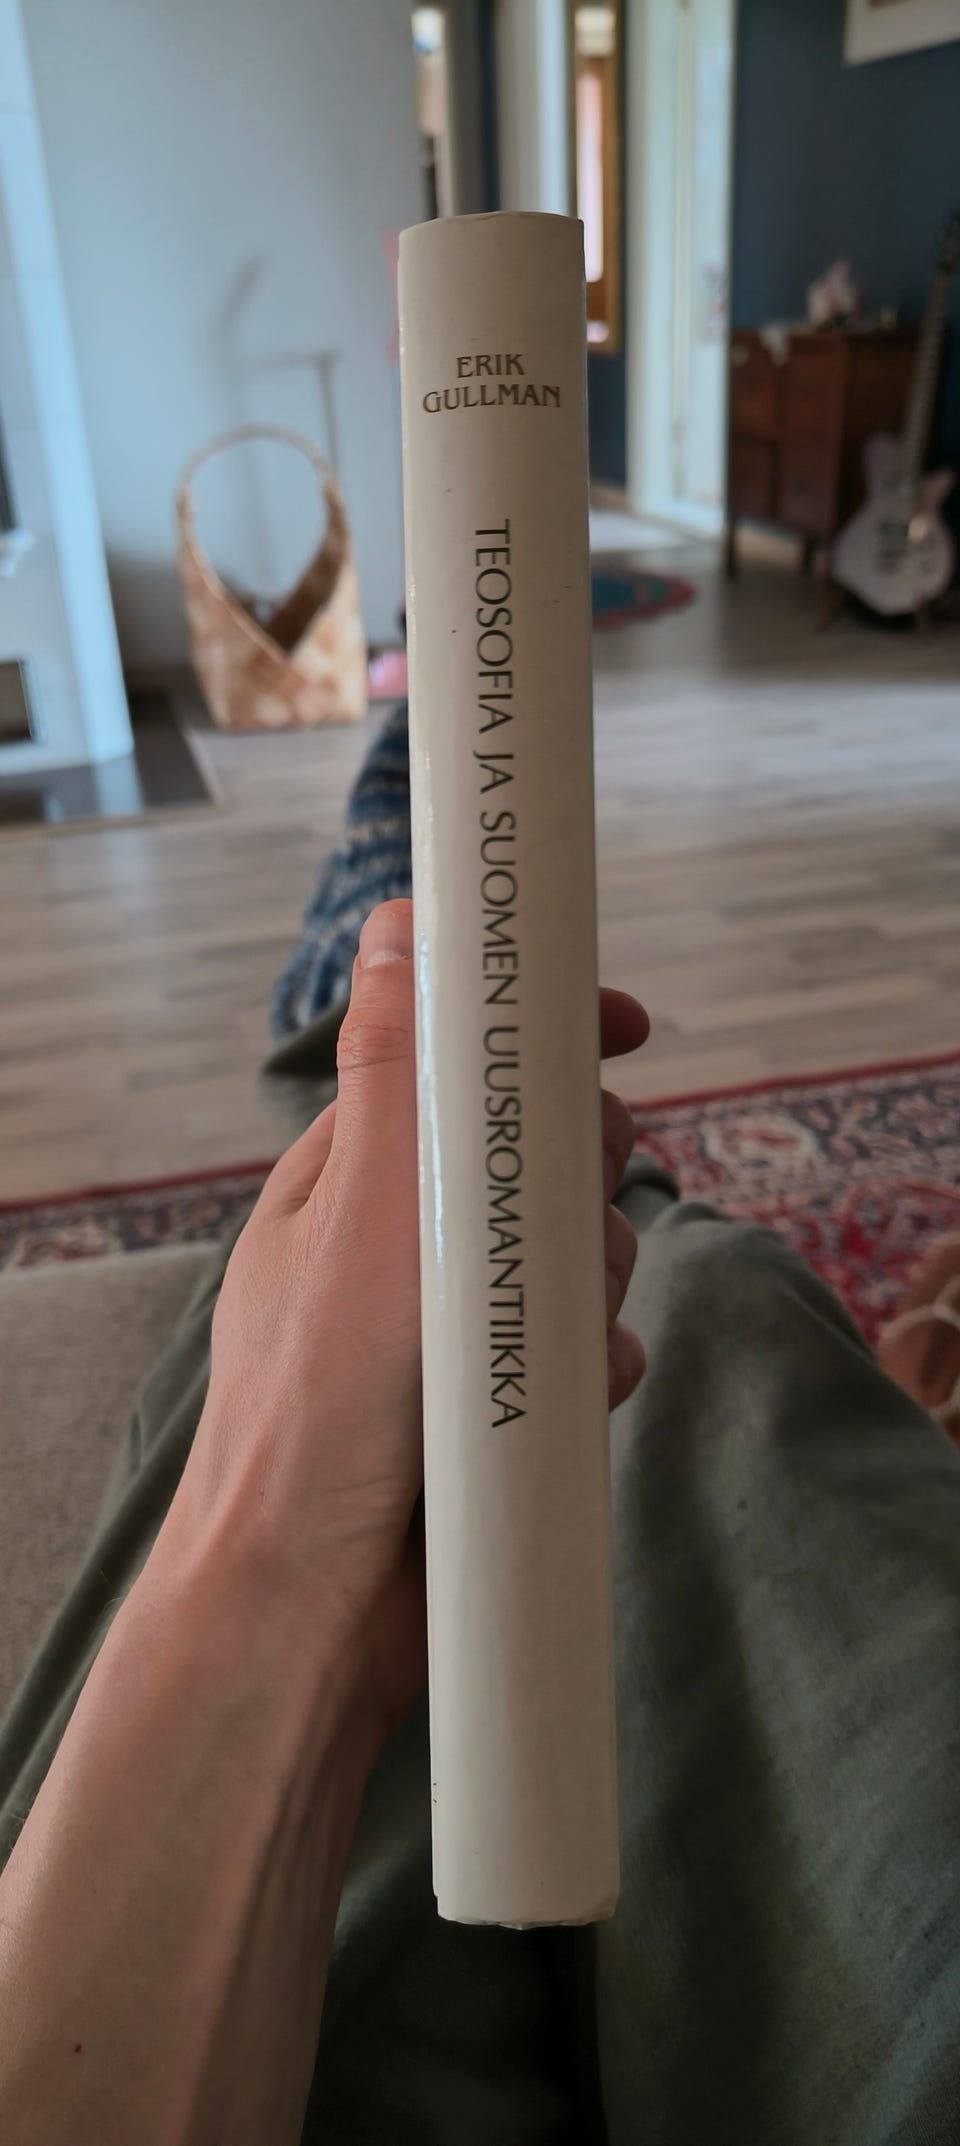 ERIK
GULLMAN
TEOSOFIA JA SUOMEN UUSROMANTIIKKA